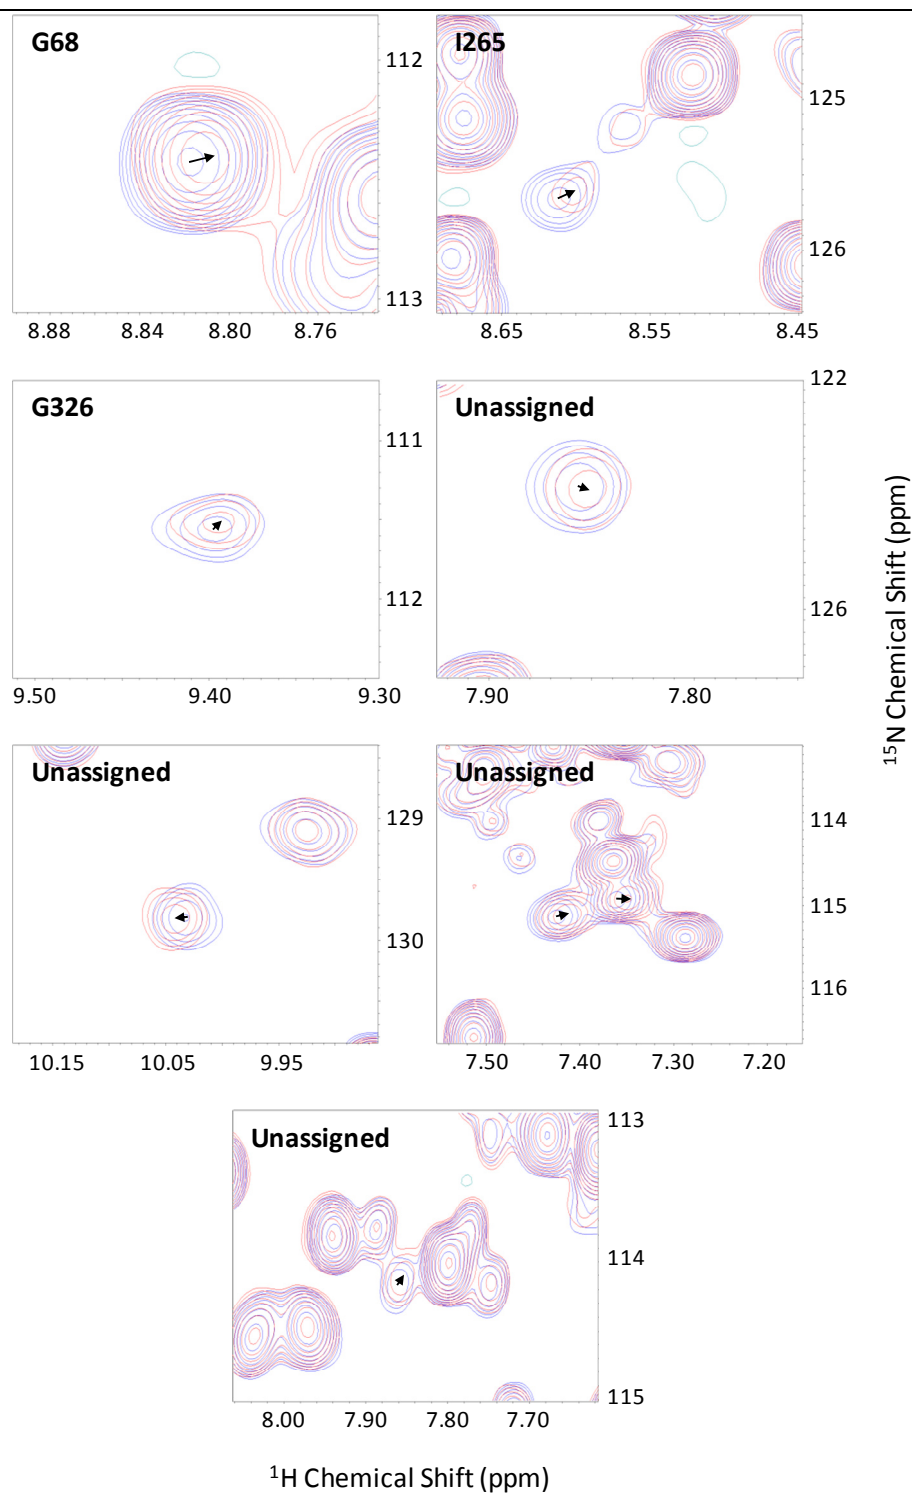 G68
112
113
8.88 8.84 8.80 8.76
I265
125
126
8.65 8.55 8.45
G326
111
112
9.50 9.40 9.30
Unassigned
122
126
7.90 7.80
Unassigned
129
130
10.15 10.05 9.95
Unassigned
114
115
116
7.50 7.40 7.30 7.20
Unassigned
113
114
115
8.00 7.90 7.80 7.70
¹H Chemical Shift (ppm)
¹⁵N Chemical Shift (ppm)